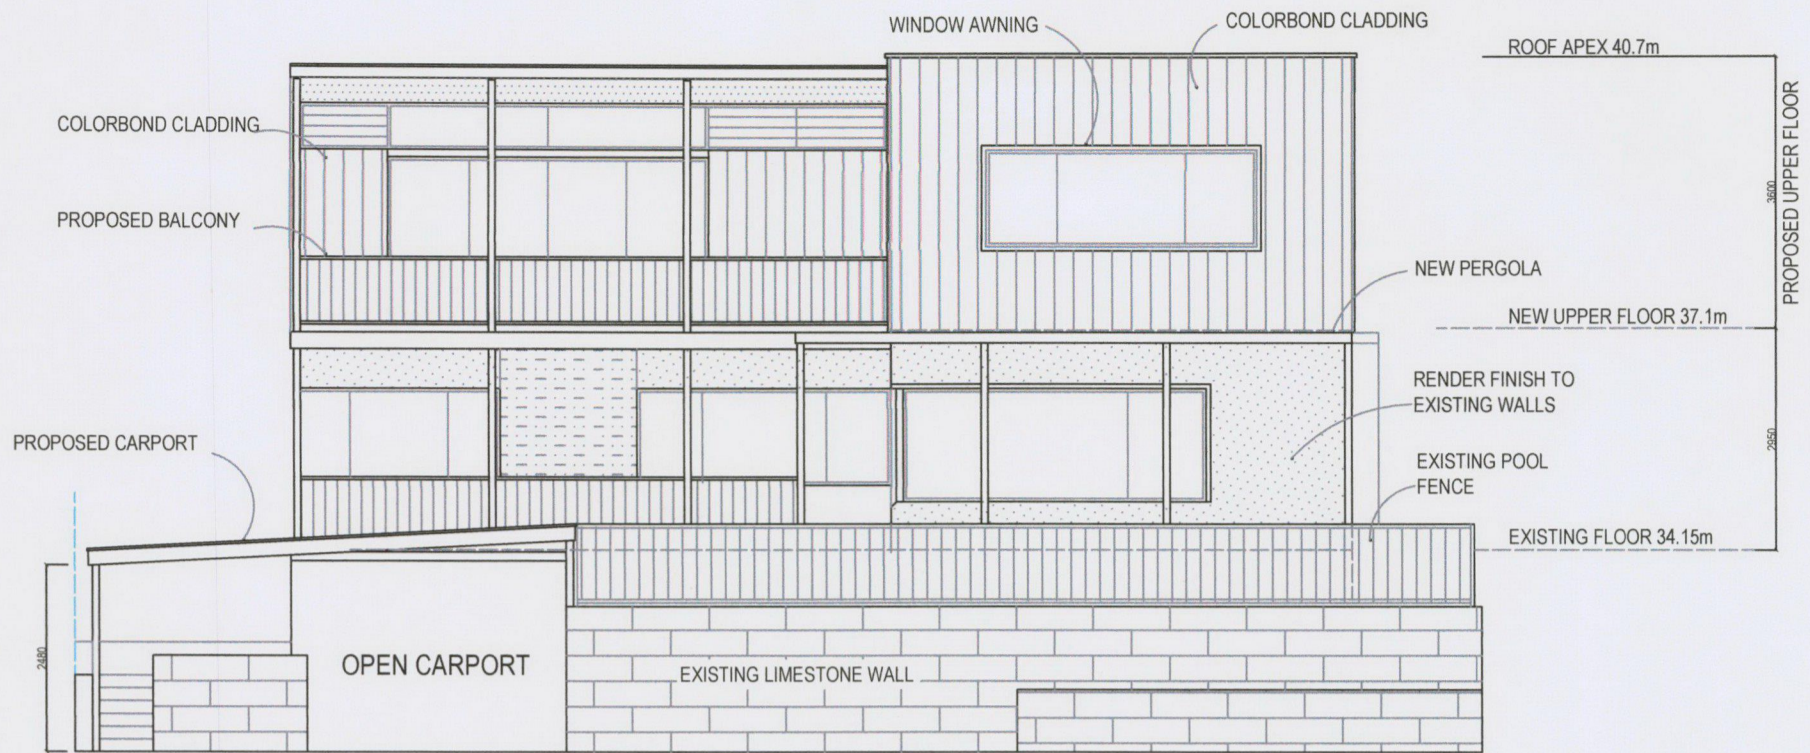 WINDOW AWNING
COLORBOND CLADDING
ROOF APEX 40.7m
COLORBOND CLADDING
PROPOSED BALCONY
3600
PROPOSED UPPER FLOOR
NEW PERGOLA
NEW UPPER FLOOR 37.1m
RENDER FINISH TO
EXISTING WALLS
2950
PROPOSED CARPORT
EXISTING POOL
FENCE
EXISTING FLOOR 34.15m
2480
OPEN CARPORT
EXISTING LIMESTONE WALL